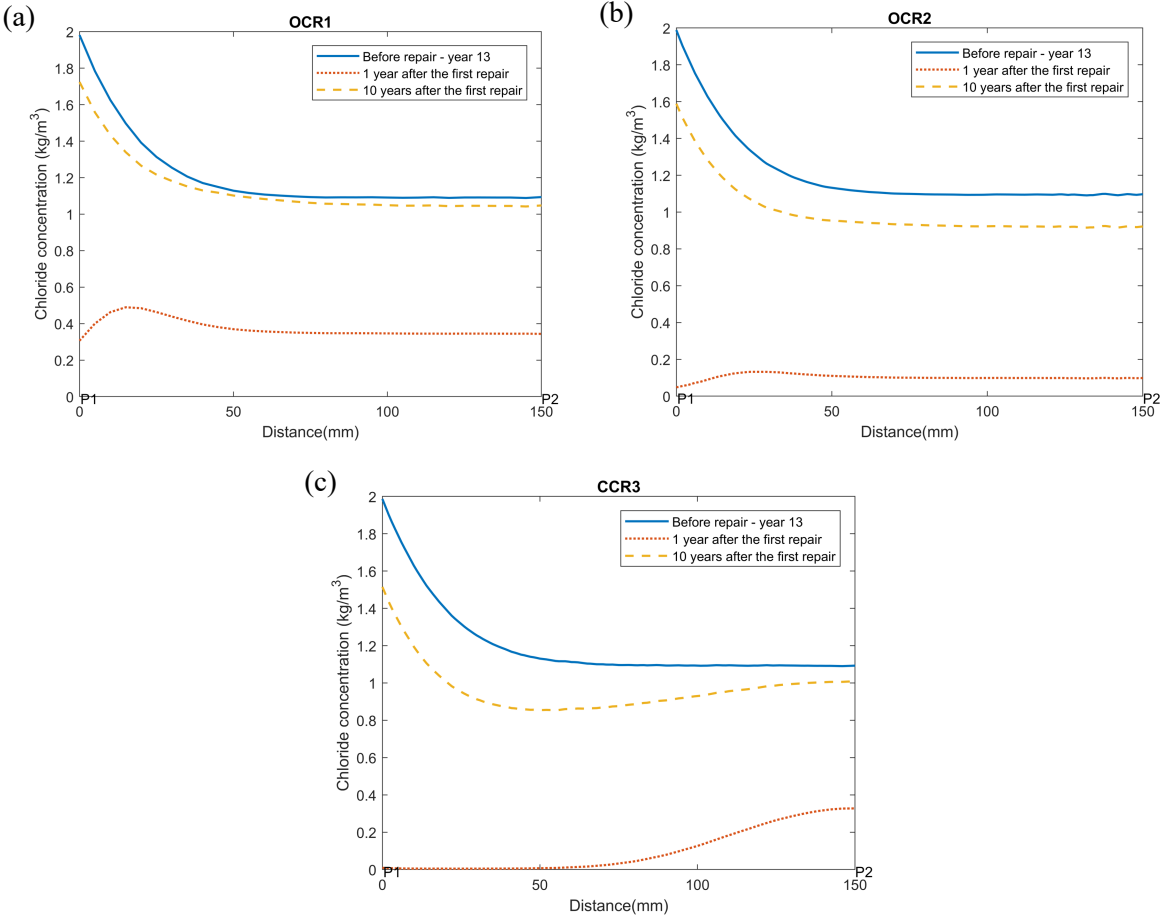 (a)
OCR1
Before repair - year 13
1 year after the first repair
10 years after the first repair
Chloride concentration (kg/m³)
2
1.8
1.6
1.4
1.2
1
0.8
0.6
0.4
0.2
0
P1
P2
0 50 100 150
Distance(mm)
(b)
OCR2
Before repair - year 13
1 year after the first repair
10 years after the first repair
Chloride concentration (kg/m³)
2
1.8
1.6
1.4
1.2
1
0.8
0.6
0.4
0.2
0
P1
P2
0 50 100 150
Distance(mm)
(c)
CCR3
Before repair - year 13
1 year after the first repair
10 years after the first repair
Chloride concentration (kg/m³)
2
1.8
1.6
1.4
1.2
1
0.8
0.6
0.4
0.2
0
P1
P2
0 50 100 150
Distance(mm)